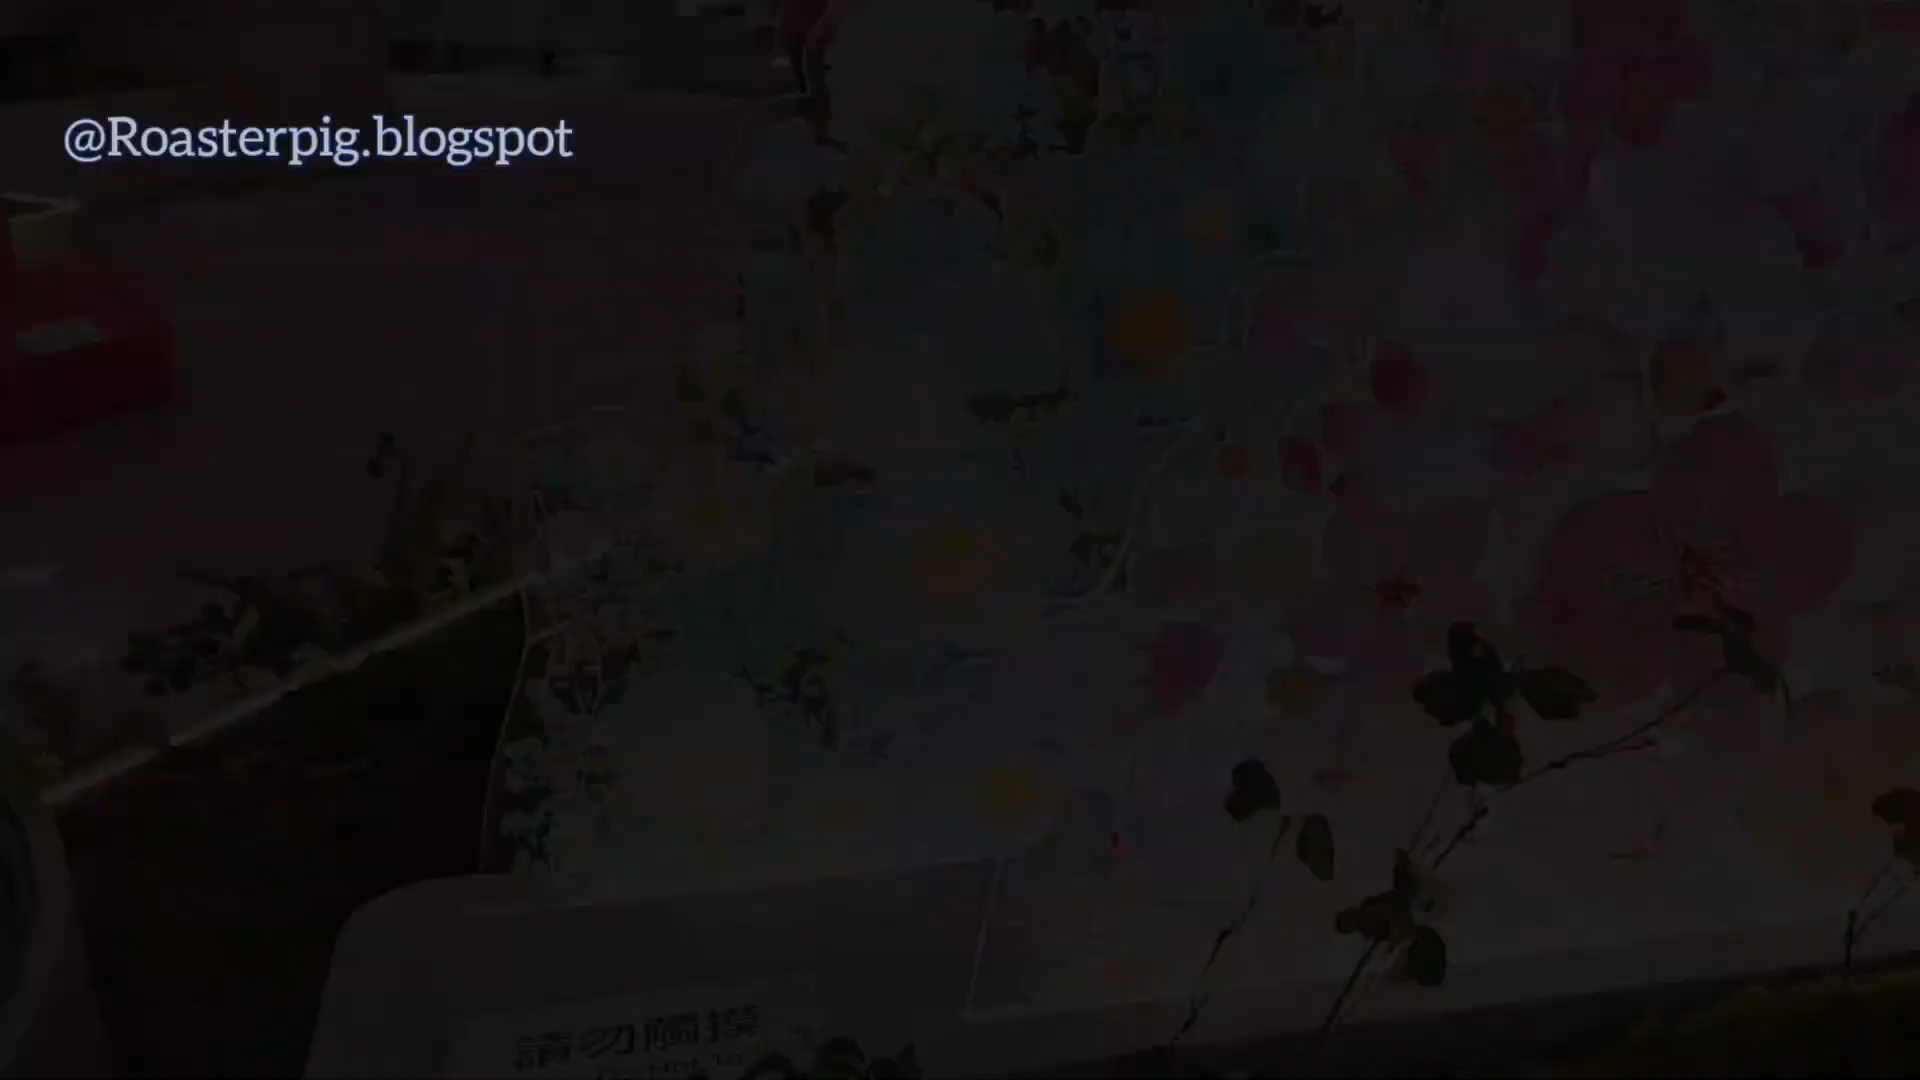 @Roasterpig.blogspot
請勿觸摸